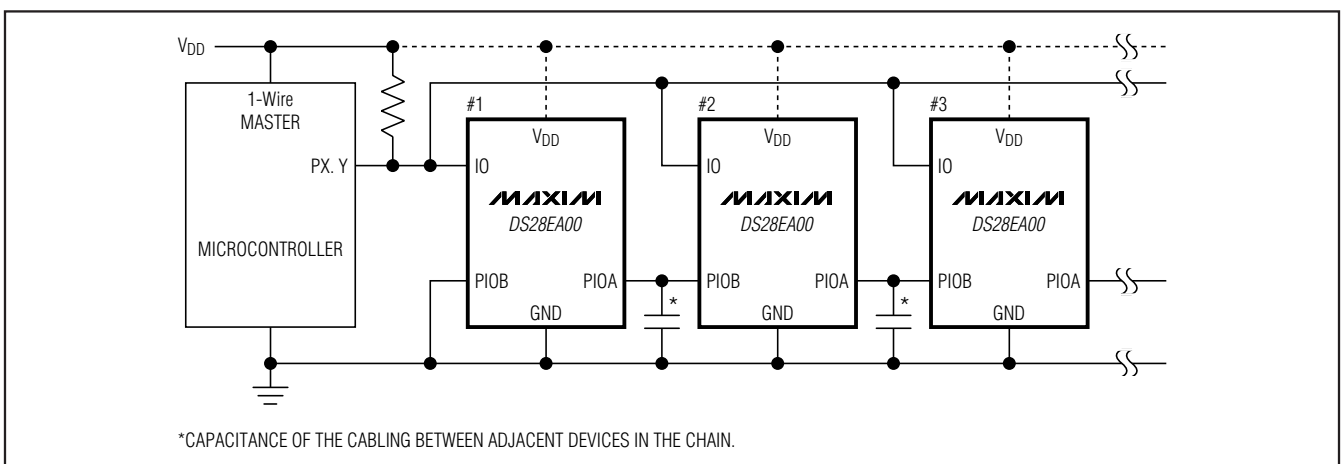 VDD
1-Wire
MASTER
PX. Y
MICROCONTROLLER
#1
VDD
IO
MAXIM
DS28EA00
PIOB PIOA
GND
*
#2
VDD
IO
MAXIM
DS28EA00
PIOB PIOA
GND
*
#3
VDD
IO
MAXIM
DS28EA00
PIOB PIOA
GND
*CAPACITANCE OF THE CABLING BETWEEN ADJACENT DEVICES IN THE CHAIN.